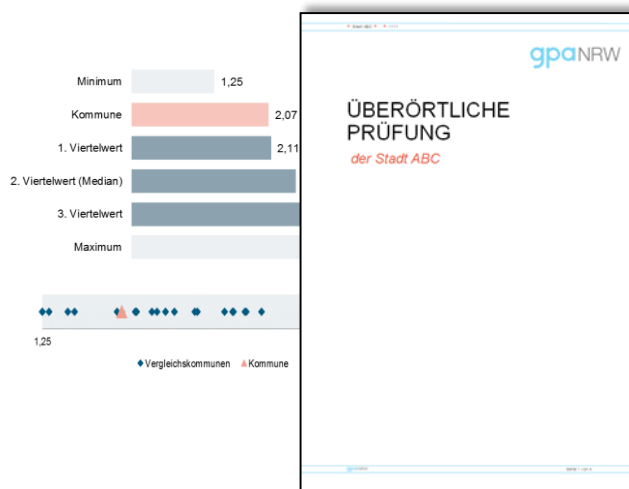 Minimum
1,25
Kommune
2,07
1. Viertelwert
2,11
2. Viertelwert (Median)
3. Viertelwert
Maximum
1,25
Vergleichskommunen
Kommune
gpaNRW
ÜBERÖRTLICHE
PRÜFUNG
der Stadt ABC